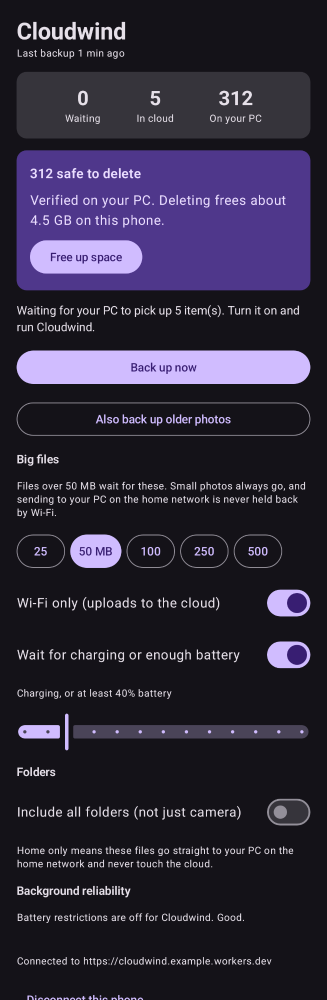 Cloudwind
Last backup 1 min ago
0 5 312
Waiting In cloud On your PC
312 safe to delete
Verified on your PC. Deleting frees about
4.5 GB on this phone.
Free up space
Waiting for your PC to pick up 5 item(s). Turn it on and
run Cloudwind.
Back up now
Also back up older photos
Big files
Files over 50 MB wait for these. Small photos always go, and
sending to your PC on the home network is never held back
by Wi-Fi.
25 50 MB 100 250 500
Wi-Fi only (uploads to the cloud)
Wait for charging or enough battery
Charging, or at least 40% battery
Folders
Include all folders (not just camera)
Home only means these files go straight to your PC on the
home network and never touch the cloud.
Background reliability
Battery restrictions are off for Cloudwind. Good.
Connected to https://cloudwind.example.workers.dev
Disconnect this phone